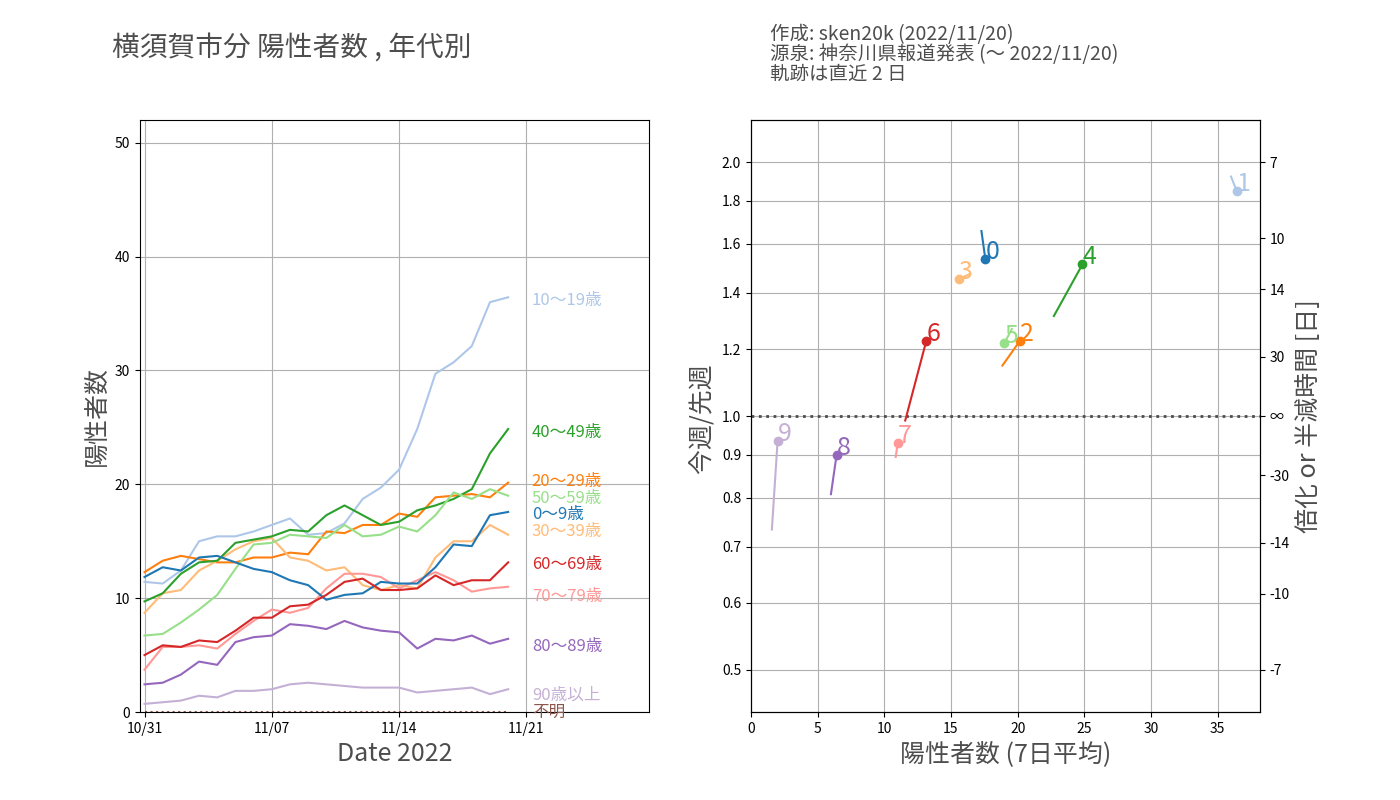 横須賀市分 陽性者数 , 年代別
作成: sken20k (2022/11/20)
源泉: 神奈川県報道発表 (〜 2022/11/20)
軌跡は直近 2 日
陽性者数
50
40
30
20
10
0
10/31
11/07
11/14
11/21
Date 2022
10〜19歳
40〜49歳
20〜29歳
50〜59歳
0〜9歳
30〜39歳
60〜69歳
70〜79歳
80〜89歳
90歳以上
不明
今週/先週
2.0
1.8
1.6
1.4
1.2
1.0
0.9
0.8
0.7
0.6
0.5
1
0
4
3
6
5
2
9
7
8
0
5
10
15
20
25
30
35
陽性者数 (7日平均)
7
10
14
30
∞
-30
-14
-10
-7
倍化 or 半減時間 [日]